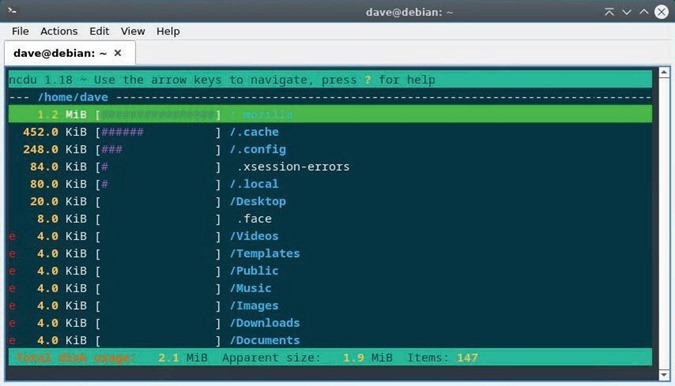 dave@debian: ~
File Actions Edit View Help
dave@debian: ~ ×
ncdu 1.18 ~ Use the arrow keys to navigate, press ? for help
--- /home/dave ----------------------------------------------------------------------------
1.2 MiB [################] /.mozilla
452.0 KiB [###### ] /.cache
248.0 KiB [### ] /.config
84.0 KiB [# ] .xsession-errors
80.0 KiB [# ] /.local
20.0 KiB [ ] /Desktop
8.0 KiB [ ] .face
e 4.0 KiB [ ] /Videos
e 4.0 KiB [ ] /Templates
e 4.0 KiB [ ] /Public
e 4.0 KiB [ ] /Music
e 4.0 KiB [ ] /Images
e 4.0 KiB [ ] /Downloads
e 4.0 KiB [ ] /Documents
Total disk usage: 2.1 MiB Apparent size: 1.9 MiB Items: 147